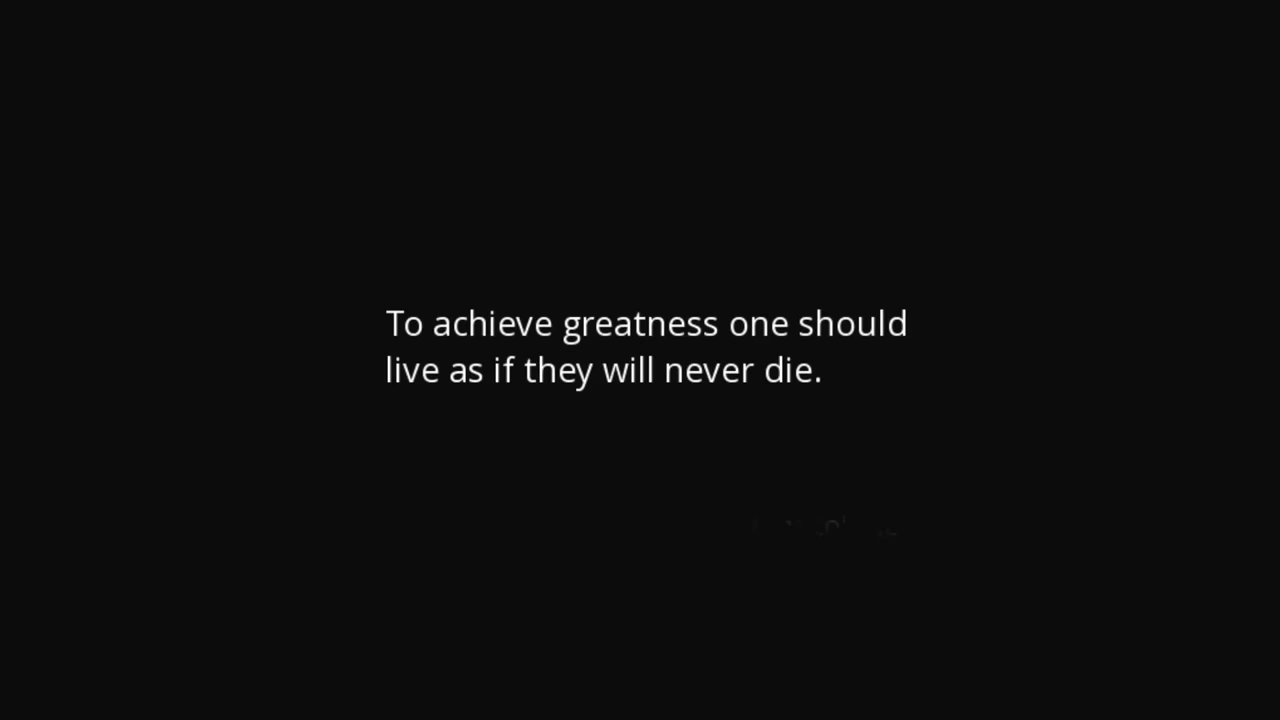 To achieve greatness one should
live as if they will never die.